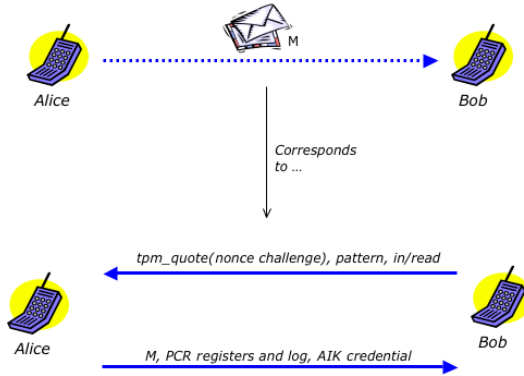 M
Alice
Bob
Corresponds
to ...
tpm_quote(nonce challenge), pattern, in/read
Alice
Bob
M, PCR registers and log, AIK credential